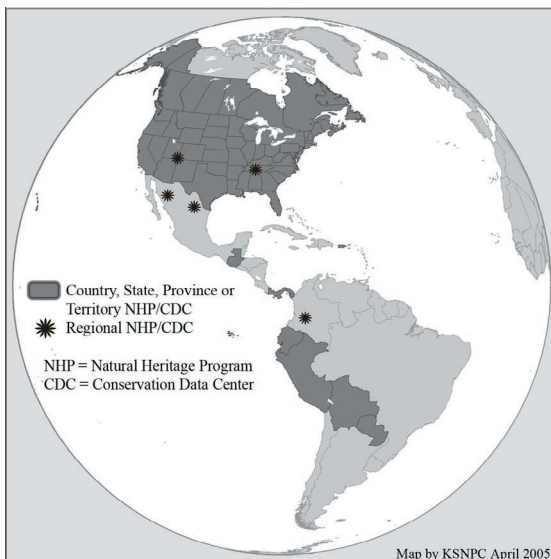 Country, State, Province or
Territory NHP/CDC
Regional NHP/CDC
NHP = Natural Heritage Program
CDC = Conservation Data Center
Map by KSNPC April 2005